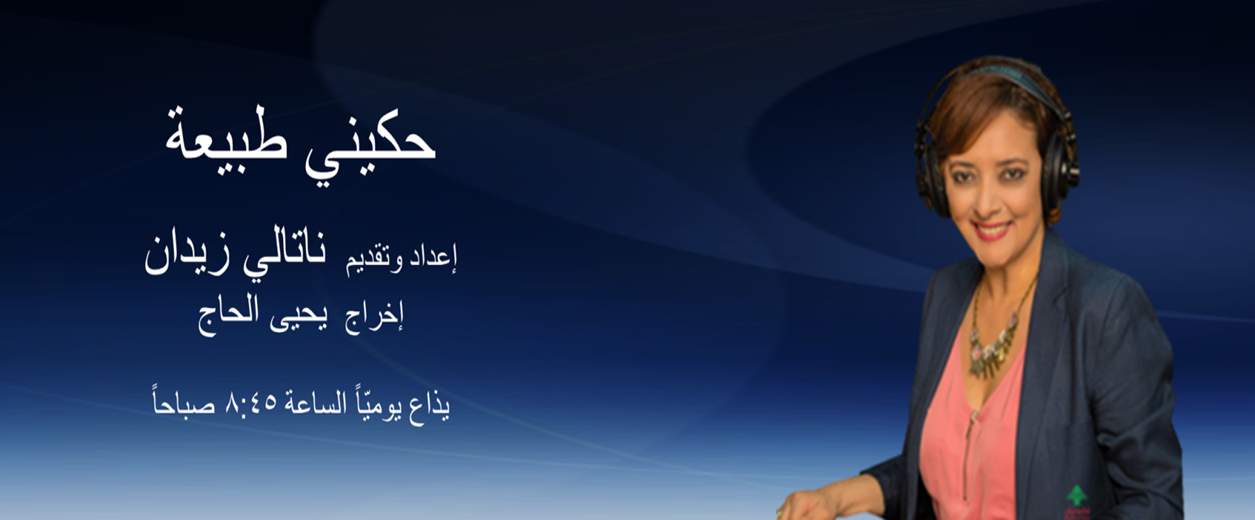 حكيني طبيعة
إعداد وتقديم ناتالي زيدان
إخراج يحيى الحاج
يذاع يوميّاً الساعة ٨:٤٥ صباحاً